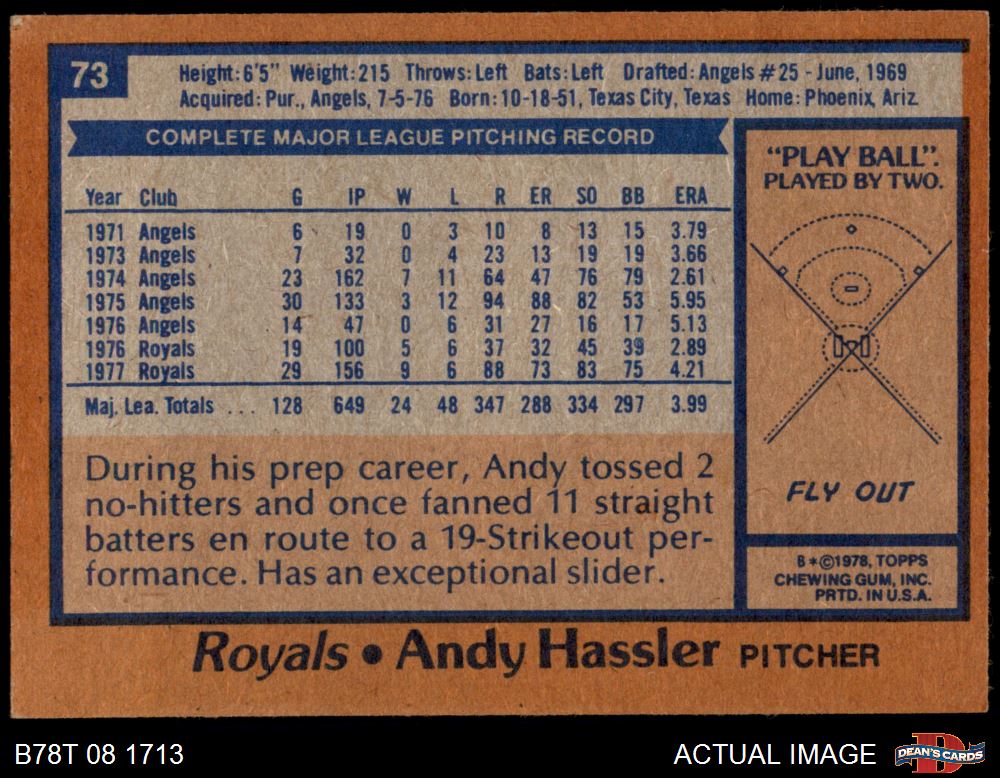 73
Height: 6'5" Weight: 215 Throws: Left Bats: Left Drafted: Angels #25 - June, 1969
Acquired: Pur., Angels, 7-5-76 Born: 10-18-51, Texas City, Texas Home: Phoenix, Ariz.
COMPLETE MAJOR LEAGUE PITCHING RECORD
Year Club G IP W L R ER SO BB ERA
1971 Angels 6 19 0 3 10 8 13 15 3.79
1973 Angels 7 32 0 4 23 13 19 19 3.66
1974 Angels 23 162 7 11 64 47 76 79 2.61
1975 Angels 30 133 3 12 94 88 82 53 5.95
1976 Angels 14 47 0 6 31 27 16 17 5.13
1976 Royals 19 100 5 6 37 32 45 39 2.89
1977 Royals 29 156 9 6 88 73 83 75 4.21
Maj. Lea. Totals ... 128 649 24 48 347 288 334 297 3.99
During his prep career, Andy tossed 2
no-hitters and once fanned 11 straight
batters en route to a 19-Strikeout per-
formance. Has an exceptional slider.
"PLAY BALL".
PLAYED BY TWO.
FLY OUT
B*©1978, TOPPS
CHEWING GUM, INC.
PRTD. IN U.S.A.
Royals • Andy Hassler PITCHER
B78T 08 1713
ACTUAL IMAGE
DEAN'S CARDS